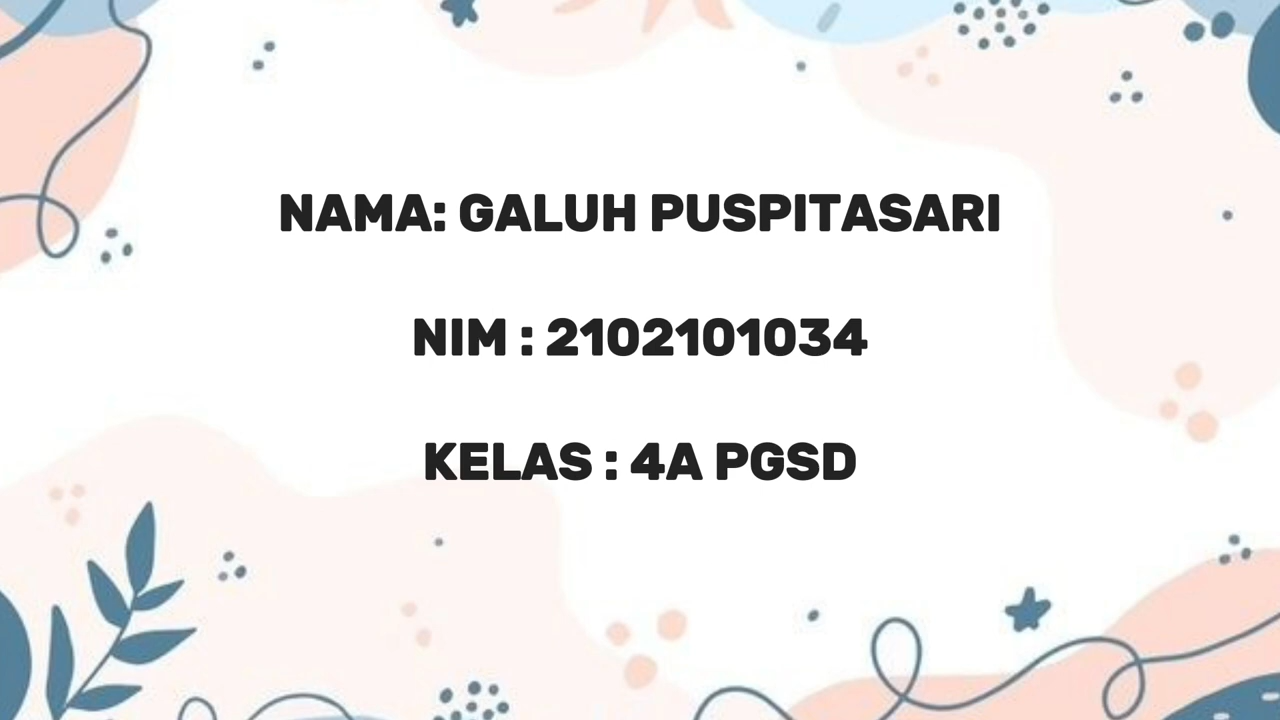 NAMA: GALUH PUSPITASARI
NIM : 2102101034
KELAS : 4A PGSD